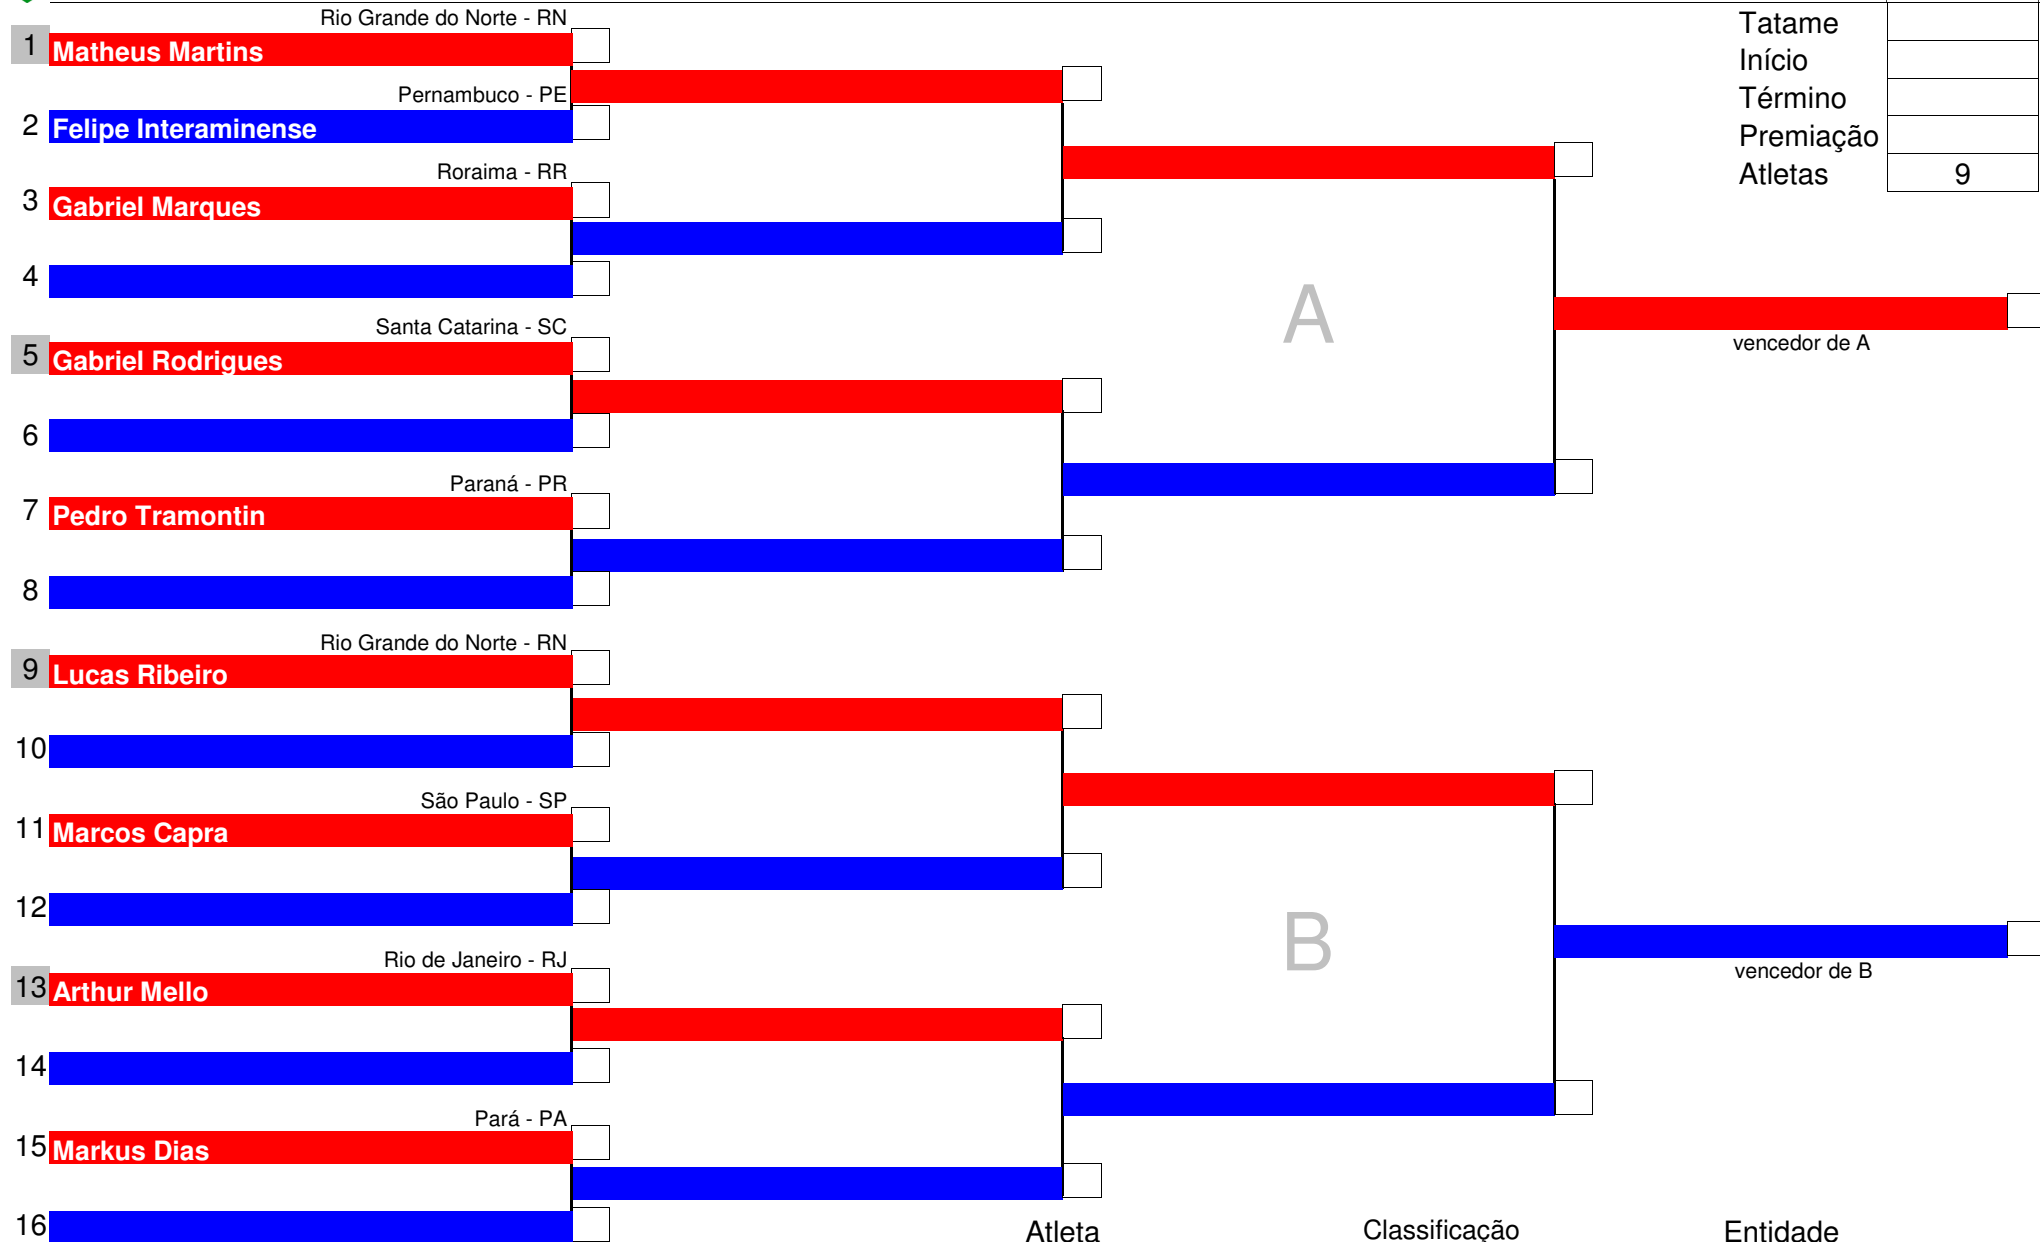 Rio Grande do Norte - RN
1 Matheus Martins
Pernambuco - PE
2 Felipe Interaminense
Roraima - RR
3 Gabriel Marques
4
Santa Catarina - SC
5 Gabriel Rodrigues
6
Paraná - PR
7 Pedro Tramontin
8
Rio Grande do Norte - RN
9 Lucas Ribeiro
10
São Paulo - SP
11 Marcos Capra
12
Rio de Janeiro - RJ
13 Arthur Mello
14
Pará - PA
15 Markus Dias
16
A
B
Tatame
Início
Término
Premiação
Atletas 9
vencedor de A
vencedor de B
Atleta Classificação Entidade